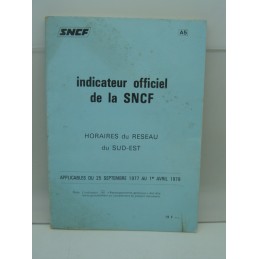 SNCF
A5
indicateur officiel
de la SNCF
HORAIRES du RESEAU
du SUD-EST
APPLICABLES DU 25 SEPTEMBRE 1977 AU 1er AVRIL 1978